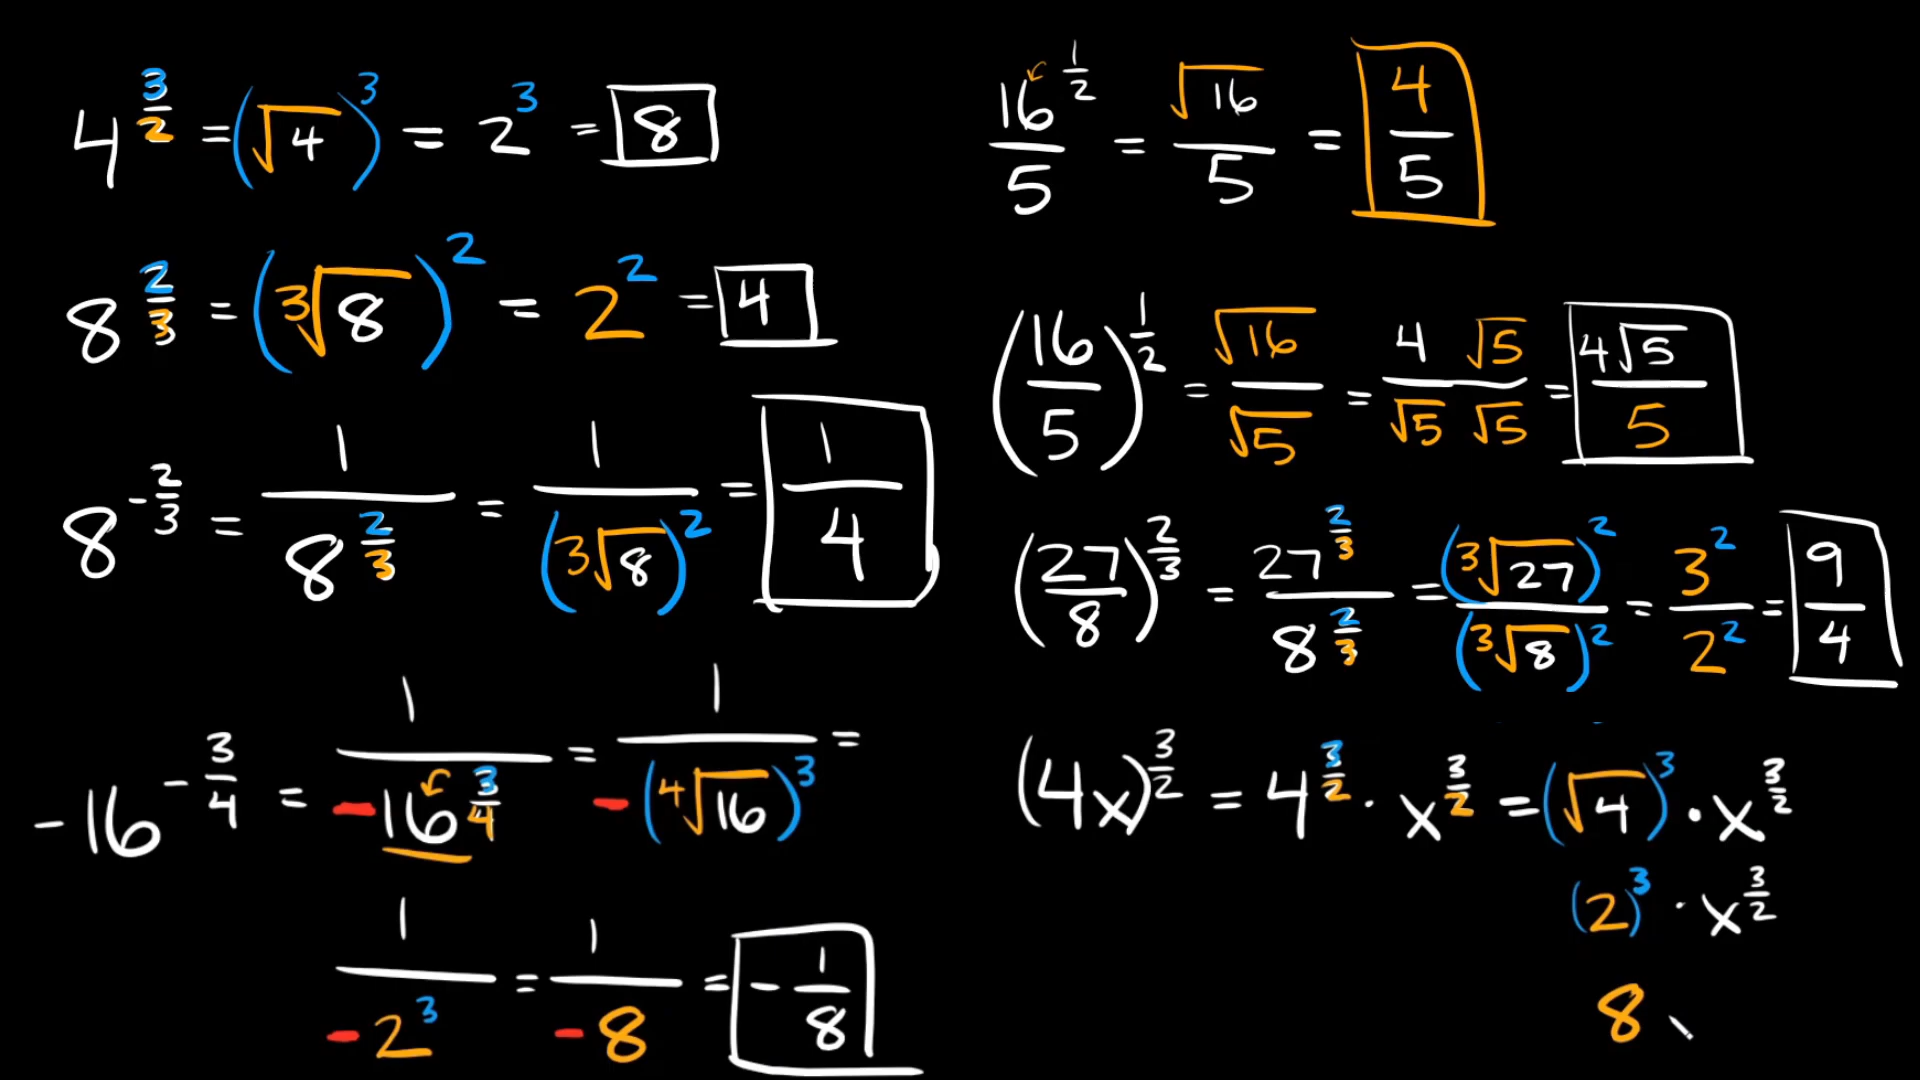 4^(3/2) = (√4)^3 = 2^3 = 8
8^(2/3) = (∛8)^2 = 2^2 = 4
8^(-2/3) = 1/8^(2/3) = 1/(∛8)^2 = 1/4
-16^(-3/4) = 1/-16^(3/4) = 1/-(∜16)^3 =
1/-2^3 = 1/-8 = -1/8
16^(1/2)/5 = √16/5 = 4/5
(16/5)^(1/2) = √16/√5 = 4√5/√5√5 = 4√5/5
(27/8)^(2/3) = 27^(2/3)/8^(2/3) = (∛27)^2/(∛8)^2 = 3^2/2^2 = 9/4
(4x)^(3/2) = 4^(3/2) · x^(3/2) = (√4)^3 · x^(3/2)
(2)^3 · x^(3/2)
8